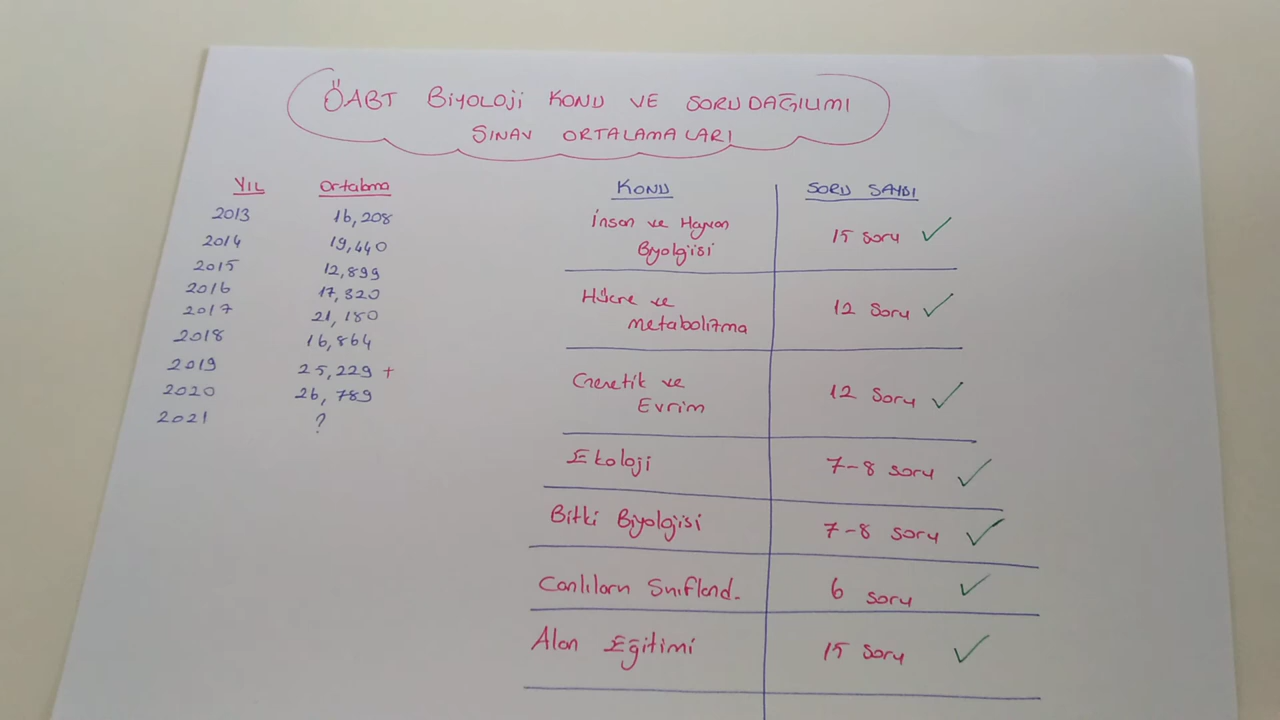 ÖABT BİYOLOJİ KONU VE SORU DAĞILIMI
SINAV ORTALAMALARI
YIL Ortalama
2013 16,208
2014 19,440
2015 12,899
2016 17,320
2017 21,180
2018 16,864
2019 25,229 +
2020 26,789
2021 ?
KONU SORU SAYISI
İnsan ve Hayvan
Biyolojisi
15 Soru ✓
Hücre ve
metabolizma
12 Soru ✓
Genetik ve
Evrim
12 Soru ✓
Ekoloji 7-8 soru ✓
Bitki Biyolojisi 7-8 soru ✓
Canlıların Sınıfland. 6 soru ✓
Alan Eğitimi 15 Soru ✓